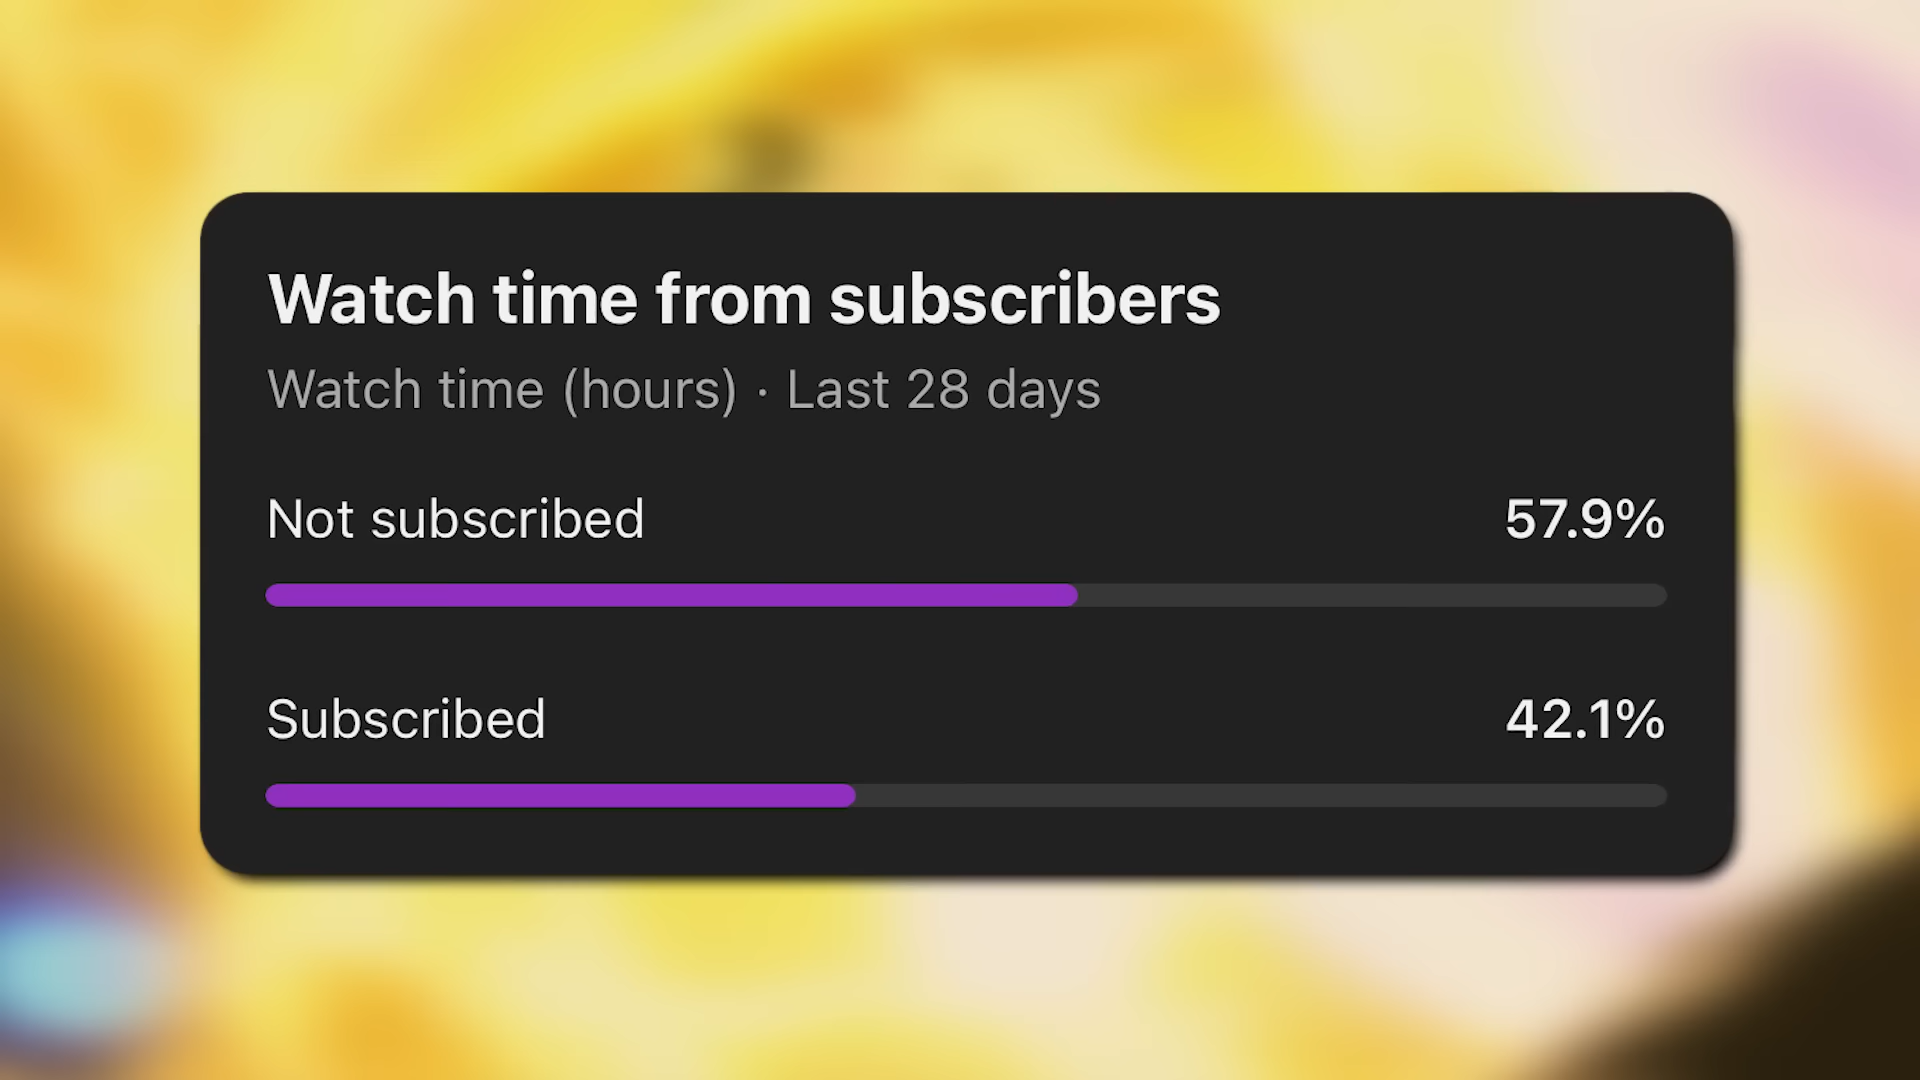 Watch time from subscribers
Watch time (hours) · Last 28 days
Not subscribed 57.9%
Subscribed 42.1%